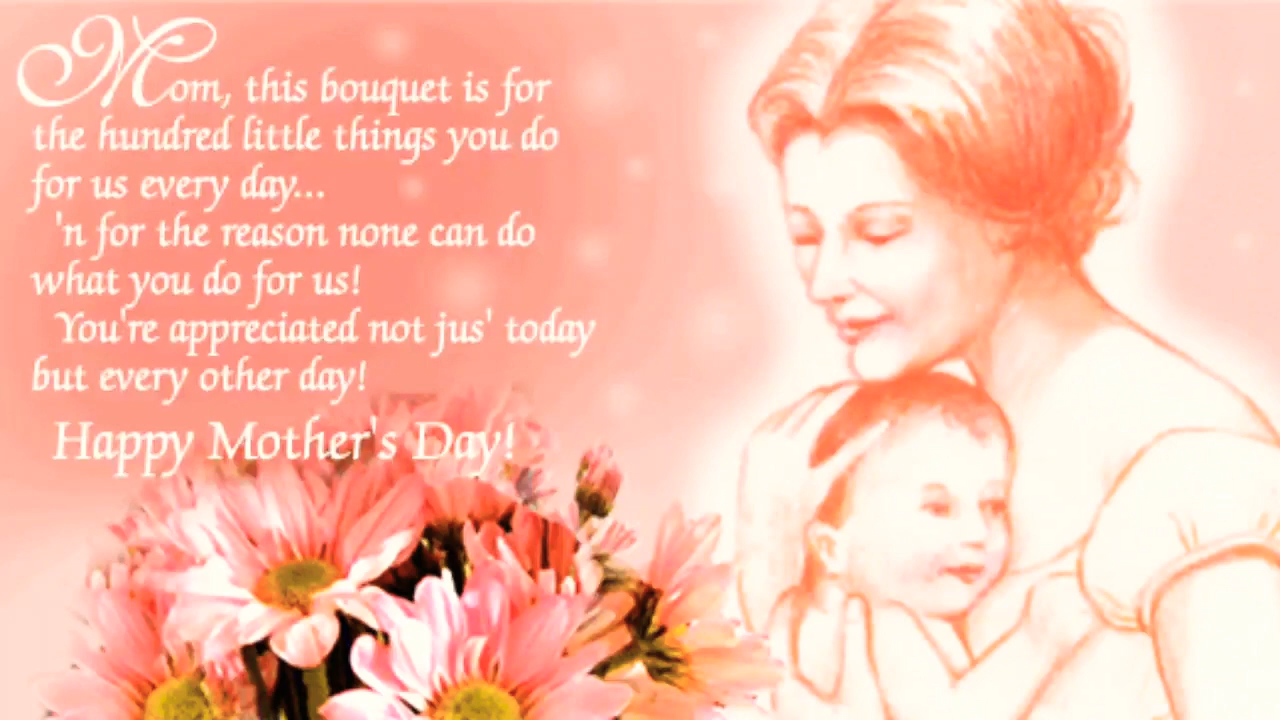 Mom, this bouquet is for
the hundred little things you do
for us every day...
'n for the reason none can do
what you do for us!
You're appreciated not jus' today
but every other day!
Happy Mother's Day!